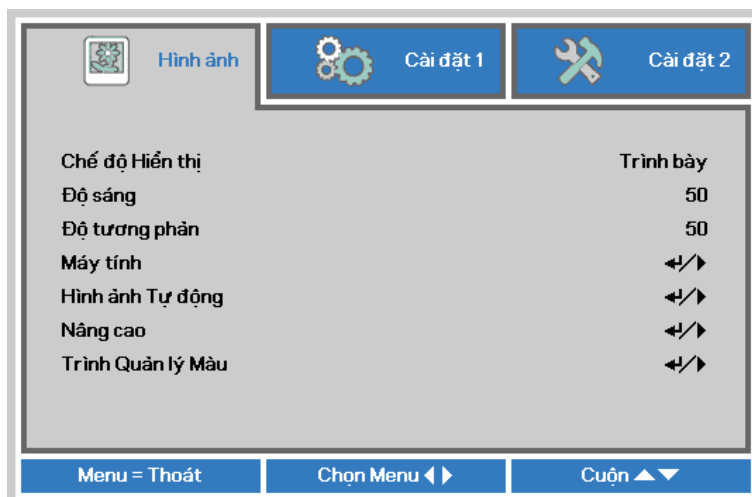 Hình ảnh Cài đặt 1 Cài đặt 2
Chế độ Hiển thị Trình bày
Độ sáng 50
Độ tương phản 50
Máy tính ↵/▶
Hình ảnh Tự động ↵/▶
Nâng cao ↵/▶
Trình Quản lý Màu ↵/▶
Menu = Thoát Chọn Menu ◀ ▶ Cuộn ▲ ▼